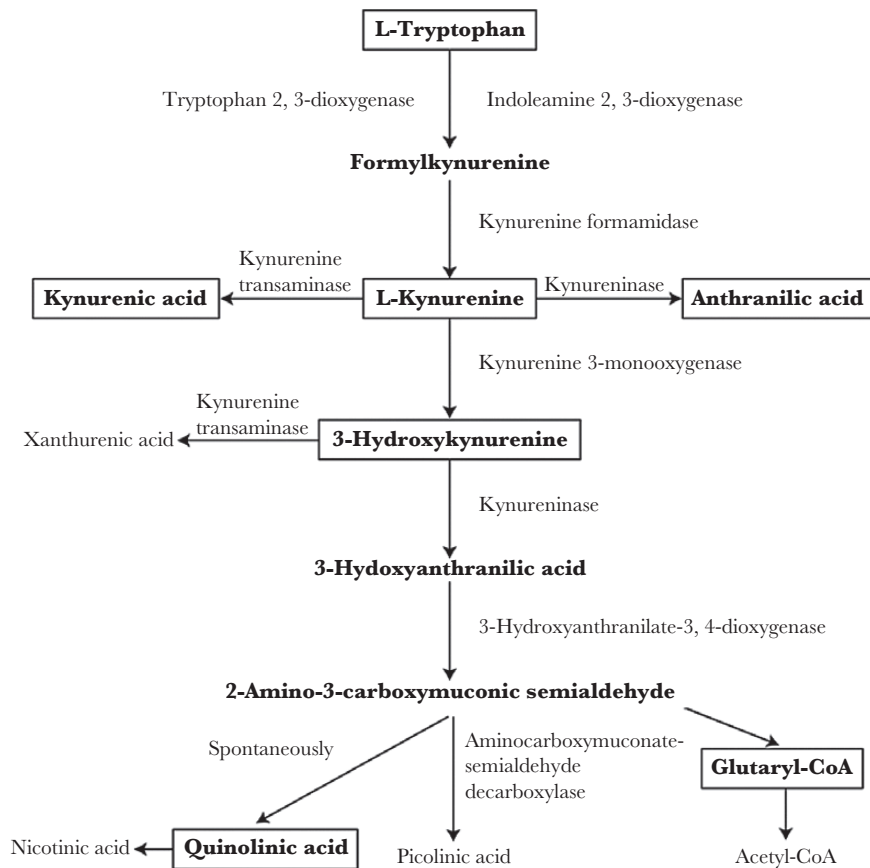 L-Tryptophan
Tryptophan 2, 3-dioxygenase
Indoleamine 2, 3-dioxygenase
Formylkynurenine
Kynurenine formamidase
Kynurenine
transaminase
Kynureninase
Kynurenic acid
L-Kynurenine
Anthranilic acid
Kynurenine 3-monooxygenase
Kynurenine
transaminase
Xanthurenic acid
3-Hydroxykynurenine
Kynureninase
3-Hydoxyanthranilic acid
3-Hydroxyanthranilate-3, 4-dioxygenase
2-Amino-3-carboxymuconic semialdehyde
Spontaneously
Aminocarboxymuconate-
semialdehyde
decarboxylase
Glutaryl-CoA
Nicotinic acid
Quinolinic acid
Picolinic acid
Acetyl-CoA